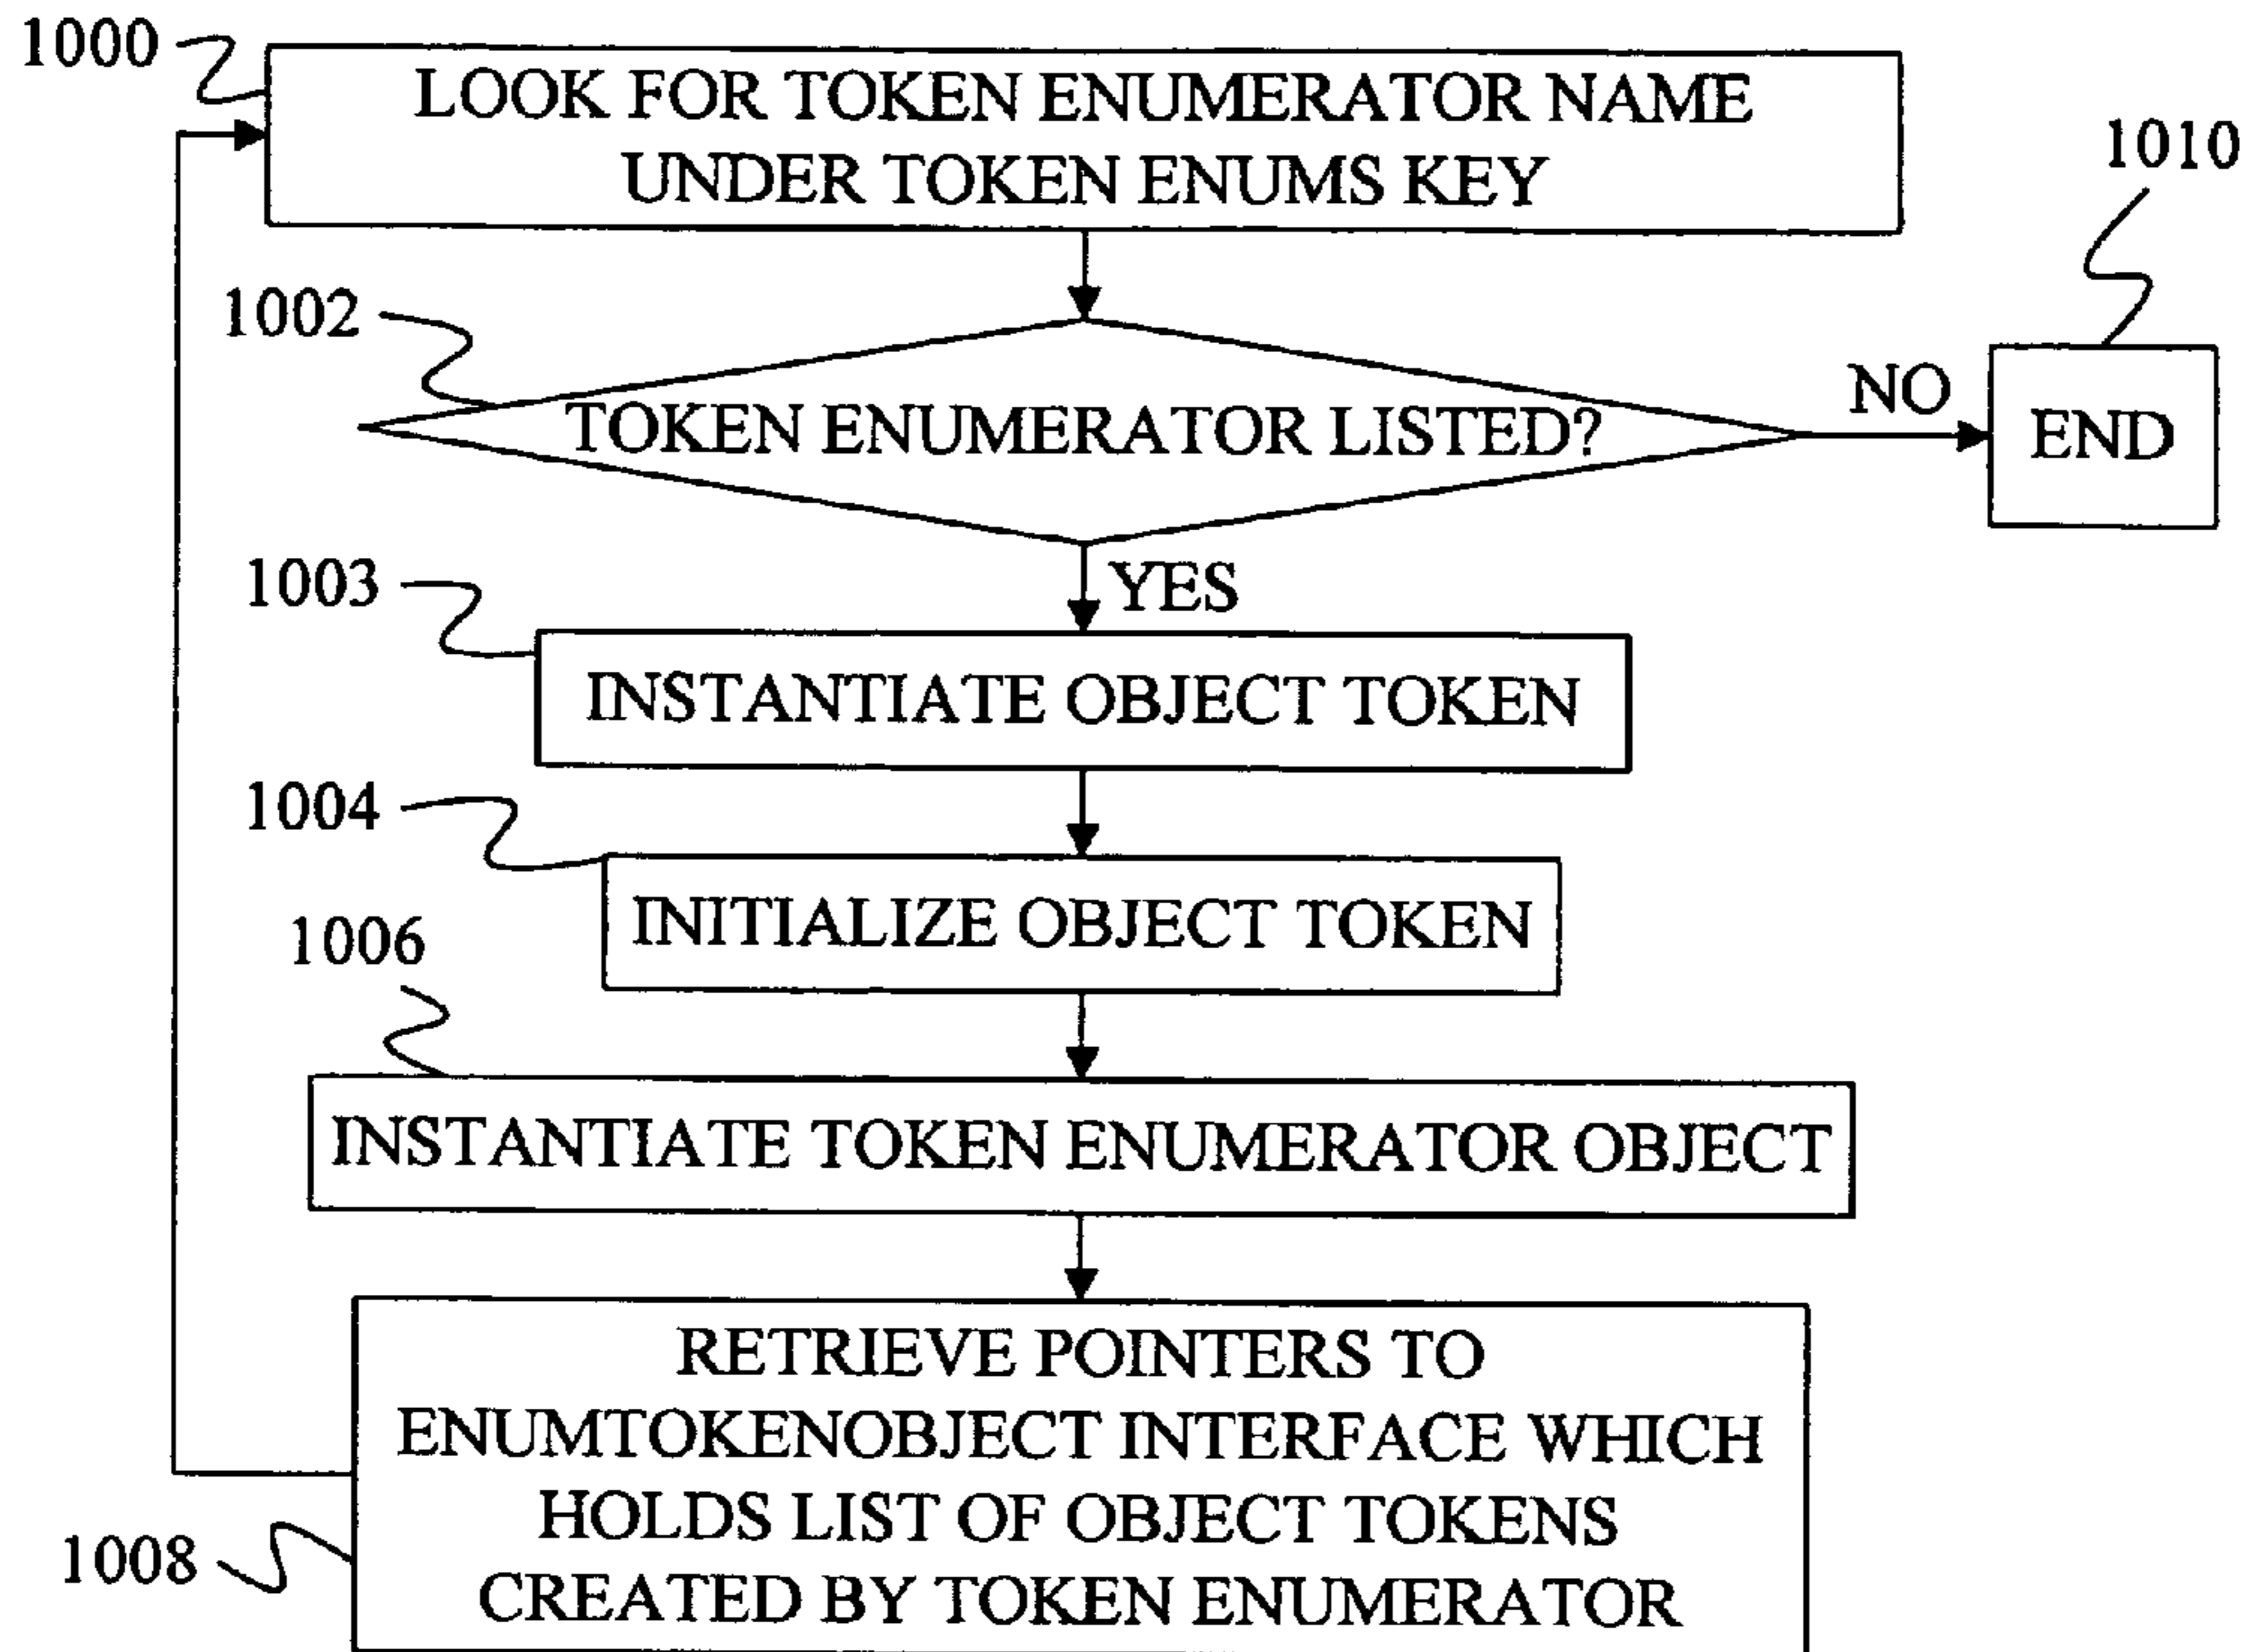 1000
LOOK FOR TOKEN ENUMERATOR NAME
UNDER TOKEN ENUMS KEY
1010
1002
TOKEN ENUMERATOR LISTED?
NO
END
YES
1003
INSTANTIATE OBJECT TOKEN
1004
INITIALIZE OBJECT TOKEN
1006
INSTANTIATE TOKEN ENUMERATOR OBJECT
RETRIEVE POINTERS TO
ENUMTOKENOBJECT INTERFACE WHICH
HOLDS LIST OF OBJECT TOKENS
CREATED BY TOKEN ENUMERATOR
1008